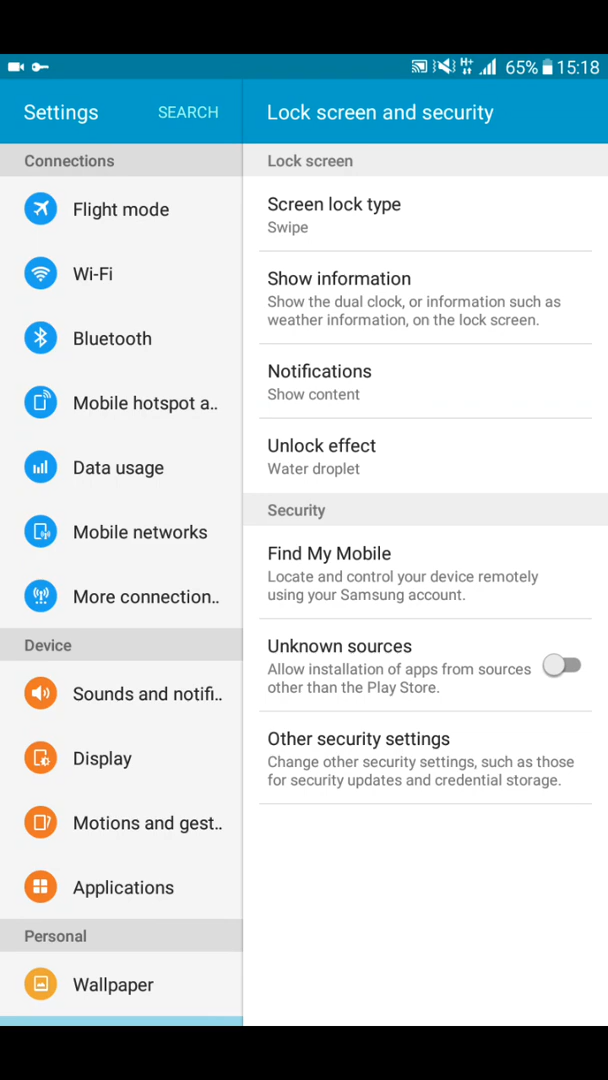 65% 15:18
Settings
SEARCH
Connections
Flight mode
Wi-Fi
Bluetooth
Mobile hotspot a..
Data usage
Mobile networks
More connection..
Device
Sounds and notifi..
Display
Motions and gest..
Applications
Personal
Wallpaper
Lock screen and security
Lock screen
Screen lock type
Swipe
Show information
Show the dual clock, or information such as
weather information, on the lock screen.
Notifications
Show content
Unlock effect
Water droplet
Security
Find My Mobile
Locate and control your device remotely
using your Samsung account.
Unknown sources
Allow installation of apps from sources
other than the Play Store.
Other security settings
Change other security settings, such as those
for security updates and credential storage.